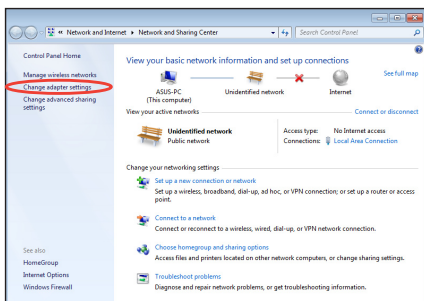 « Network and Internet ▸ Network and Sharing Center
Search Control Panel
Control Panel Home
Manage wireless networks
Change adapter settings
Change advanced sharing
settings
See also
HomeGroup
Internet Options
Windows Firewall
View your basic network information and set up connections
See full map
ASUS-PC
(This computer)
Unidentified network
Internet
View your active networks
Connect or disconnect
Unidentified network
Public network
Access type: No Internet access
Connections: Local Area Connection
Change your networking settings
Set up a new connection or network
Set up a wireless, broadband, dial-up, ad hoc, or VPN connection; or set up a router or access
point.
Connect to a network
Connect or reconnect to a wireless, wired, dial-up, or VPN network connection.
Choose homegroup and sharing options
Access files and printers located on other network computers, or change sharing settings.
Troubleshoot problems
Diagnose and repair network problems, or get troubleshooting information.